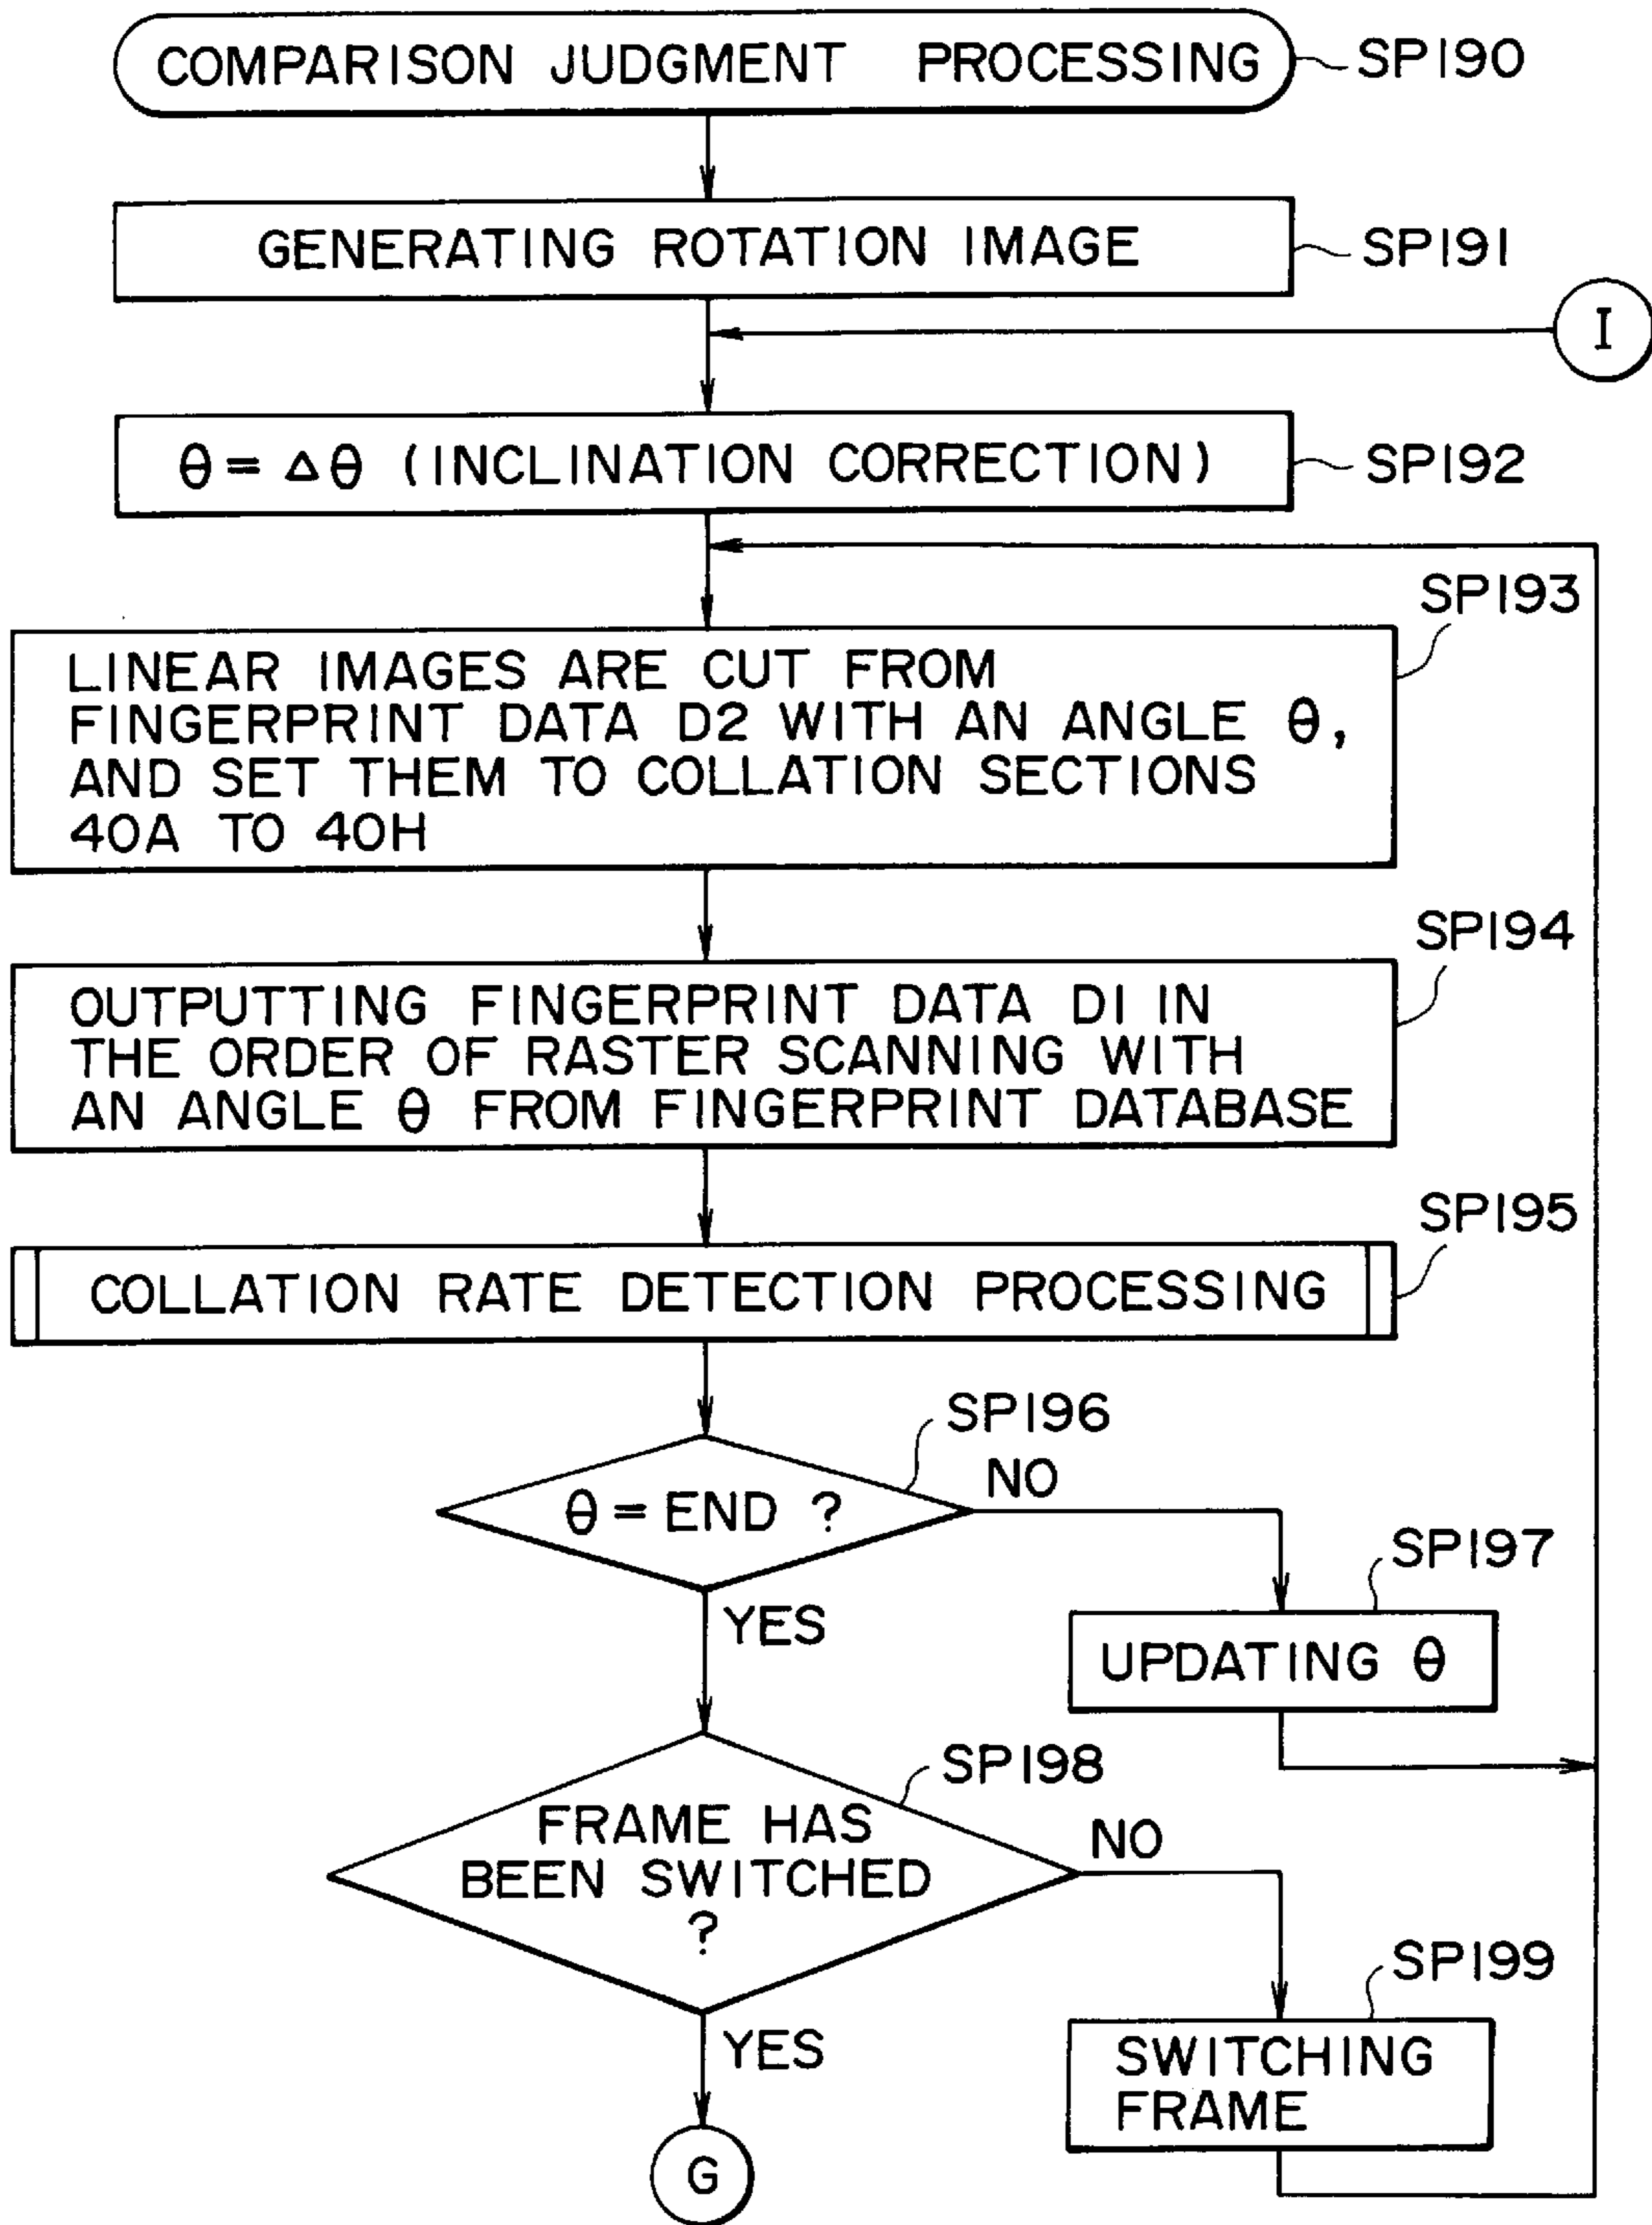 COMPARISON JUDGMENT PROCESSING
SP190
GENERATING ROTATION IMAGE
SP191
I
θ = Δθ (INCLINATION CORRECTION)
SP192
SP193
LINEAR IMAGES ARE CUT FROM
FINGERPRINT DATA D2 WITH AN ANGLE θ,
AND SET THEM TO COLLATION SECTIONS
40A TO 40H
SP194
OUTPUTTING FINGERPRINT DATA D1 IN
THE ORDER OF RASTER SCANNING WITH
AN ANGLE θ FROM FINGERPRINT DATABASE
SP195
COLLATION RATE DETECTION PROCESSING
SP196
θ = END ?
NO
SP197
UPDATING θ
YES
SP198
FRAME HAS
BEEN SWITCHED
?
NO
SP199
SWITCHING
FRAME
YES
G